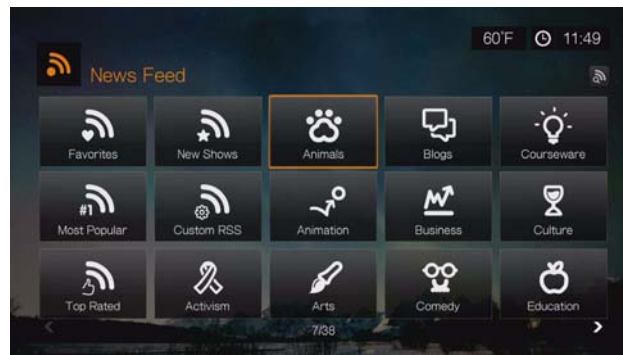 60°F 11:49
News Feed
Favorites New Shows Animals Blogs Courseware
#1
Most Popular Custom RSS Animation Business Culture
Top Rated Activism Arts Comedy Education
7/38